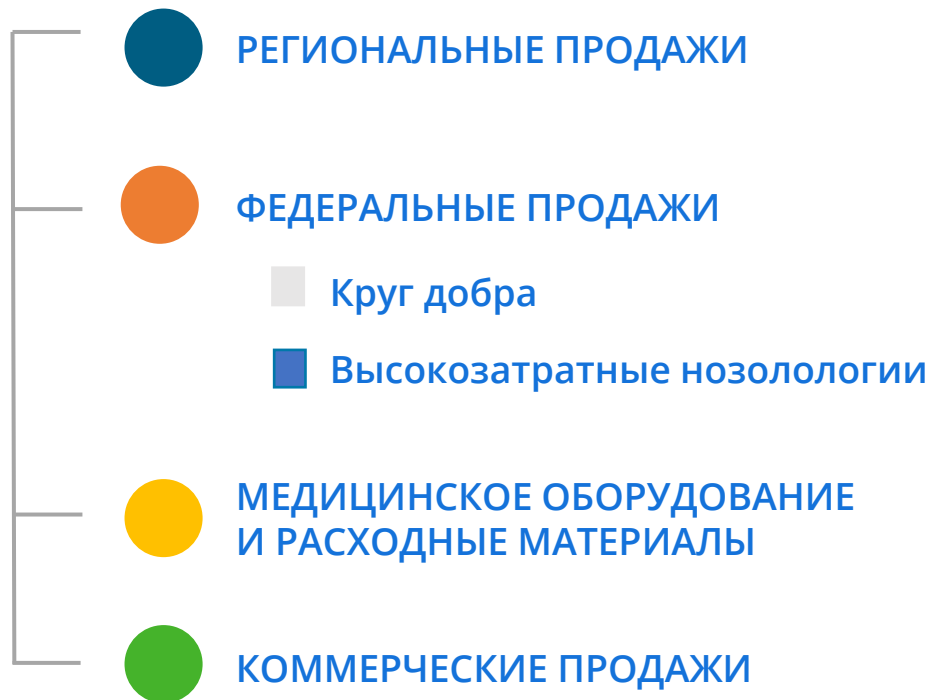 РЕГИОНАЛЬНЫЕ ПРОДАЖИ
ФЕДЕРАЛЬНЫЕ ПРОДАЖИ
Круг добра
Высокозатратные нозолологии
МЕДИЦИНСКОЕ ОБОРУДОВАНИЕ
И РАСХОДНЫЕ МАТЕРИАЛЫ
КОММЕРЧЕСКИЕ ПРОДАЖИ